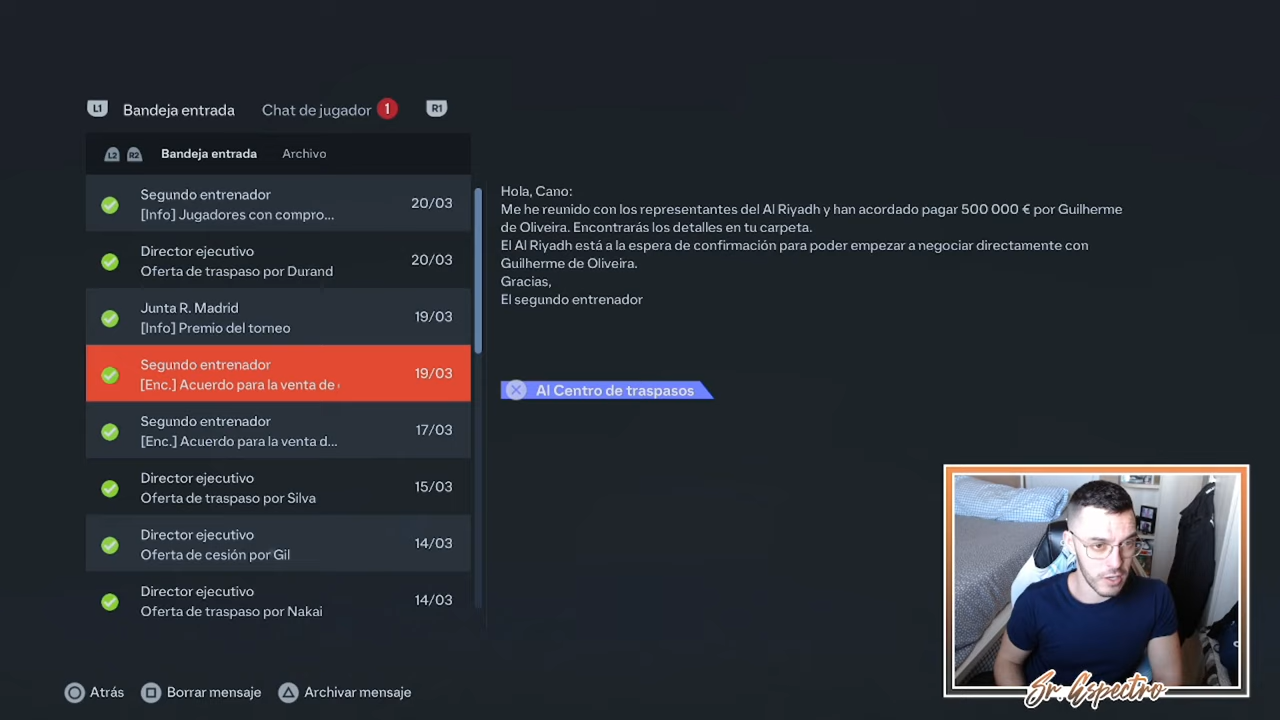 L1 Bandeja entrada Chat de jugador 1 R1
L2 R2 Bandeja entrada Archivo
Segundo entrenador 20/03
[Info] Jugadores con compro...
Director ejecutivo 20/03
Oferta de traspaso por Durand
Junta R. Madrid 19/03
[Info] Premio del torneo
Segundo entrenador 19/03
[Enc.] Acuerdo para la venta de
Segundo entrenador 17/03
[Enc.] Acuerdo para la venta d...
Director ejecutivo 15/03
Oferta de traspaso por Silva
Director ejecutivo 14/03
Oferta de cesión por Gil
Director ejecutivo 14/03
Oferta de traspaso por Nakai
Hola, Cano:
Me he reunido con los representantes del Al Riyadh y han acordado pagar 500 000 € por Guilherme
de Oliveira. Encontrarás los detalles en tu carpeta.
El Al Riyadh está a la espera de confirmación para poder empezar a negociar directamente con
Guilherme de Oliveira.
Gracias,
El segundo entrenador
Al Centro de traspasos
Sr. Aspectro
Atrás Borrar mensaje Archivar mensaje